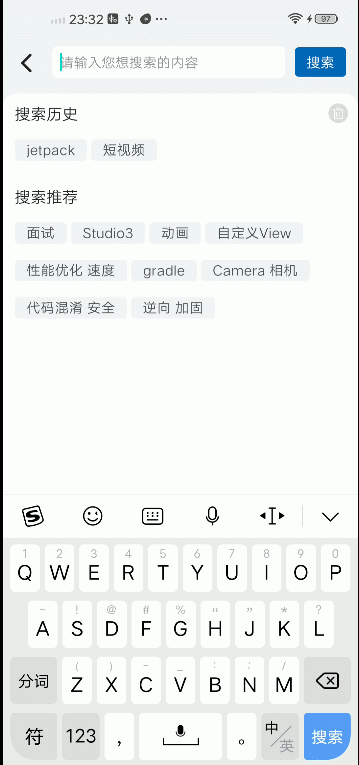 23:32 97
请输入您想搜索的内容 搜索
搜索历史
jetpack 短视频
搜索推荐
面试 Studio3 动画 自定义View
性能优化 速度 gradle Camera 相机
代码混淆 安全 逆向 加固
1 2 3 4 5 6 7 8 9 0
Q W E R T Y U I O P
~ ! @ # % “ ” * ?
A S D F G H J K L
( ) - _ : ; /
分词 Z X C V B N M
符 123 , 。 中/英 搜索